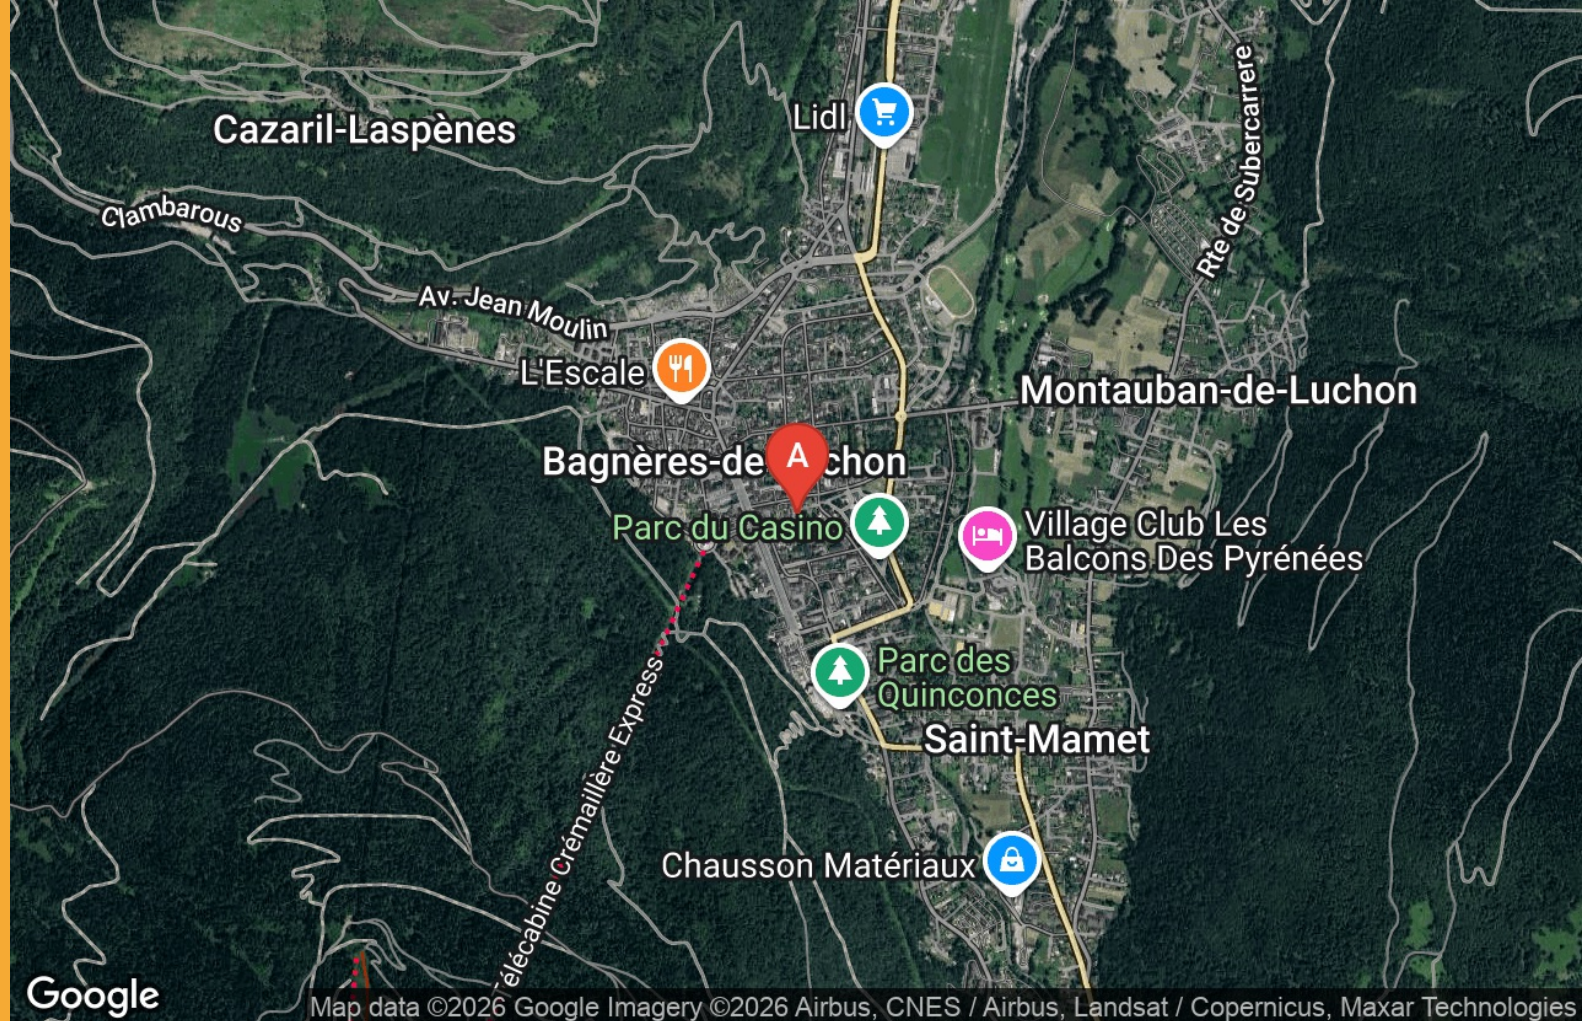 Lidl
Cazaril-Laspènes
Rte de Subercarrere
Clambarous
Av. Jean Moulin
L'Escale
Montauban-de-Luchon
Bagnères-de
chon
A
Parc du Casino
Village Club Les
Balcons Des Pyrénées
Parc des
Quinconces
Saint-Mamet
Télécabine Crémaillère Express
Chausson Matériaux
Google
Map data ©2026 Google Imagery ©2026 Airbus, CNES / Airbus, Landsat / Copernicus, Maxar Technologies